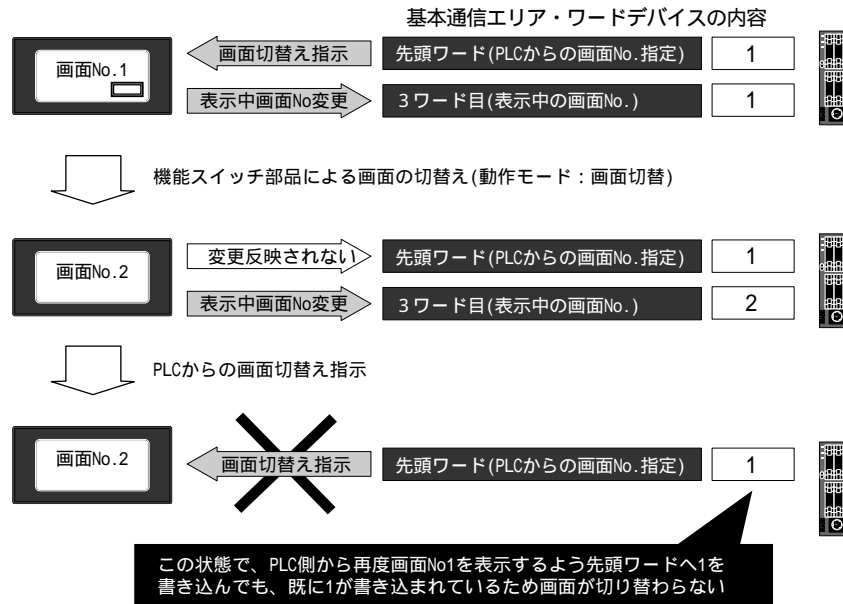 基本通信エリア・ワードデバイスの内容
画面No.1
画面切替え指示
先頭ワード(PLCからの画面No.指定)
1
表示中画面No変更
3ワード目(表示中の画面No.)
1
機能スイッチ部品による画面の切替え(動作モード:画面切替)
画面No.2
変更反映されない
先頭ワード(PLCからの画面No.指定)
1
表示中画面No変更
3ワード目(表示中の画面No.)
2
PLCからの画面切替え指示
画面No.2
画面切替え指示
先頭ワード(PLCからの画面No.指定)
1
この状態で、PLC側から再度画面No1を表示するよう先頭ワードへ1を
書き込んでも、既に1が書き込まれているため画面が切り替わらない